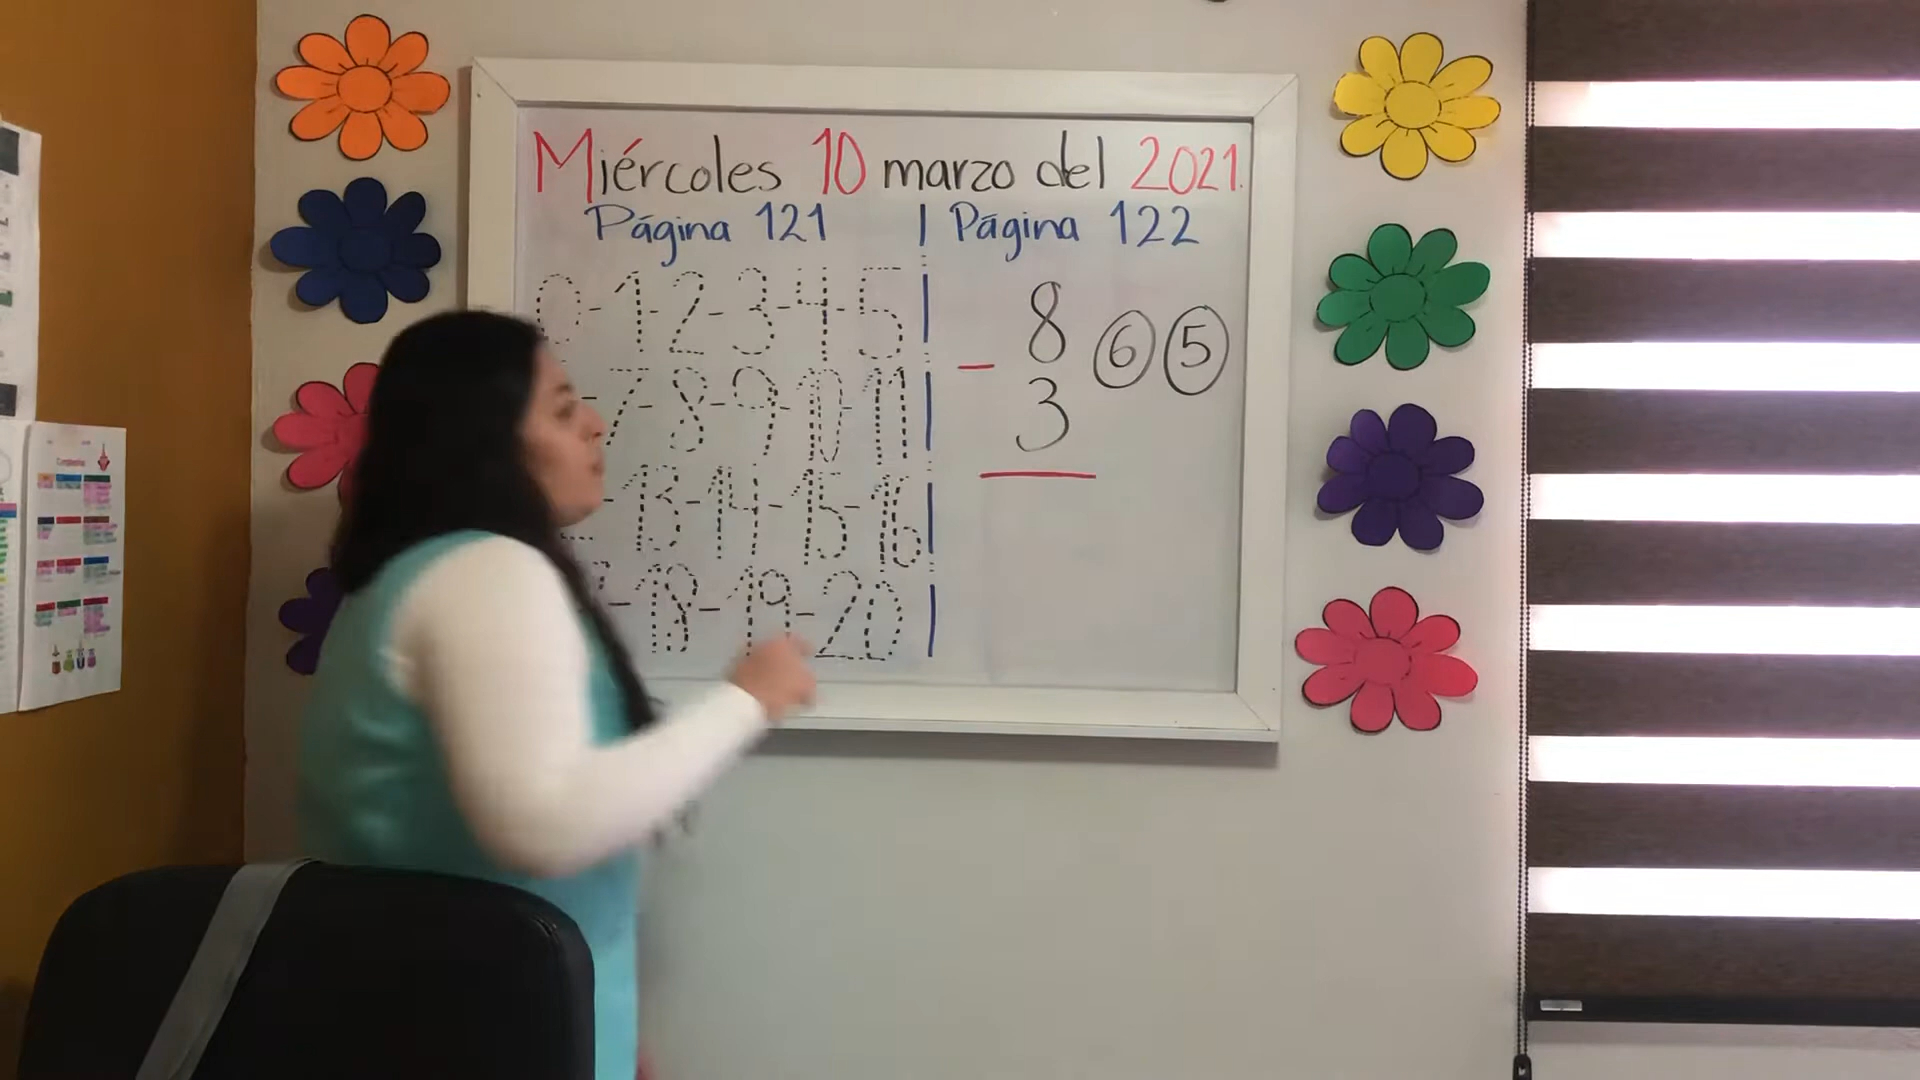 Miércoles 10 marzo del 2021.
Página 121 | Página 122
0-1-2-3-4-5
7-8-9-10-11
-13-14-15-16
-18-19-20
8 6 5
- 3